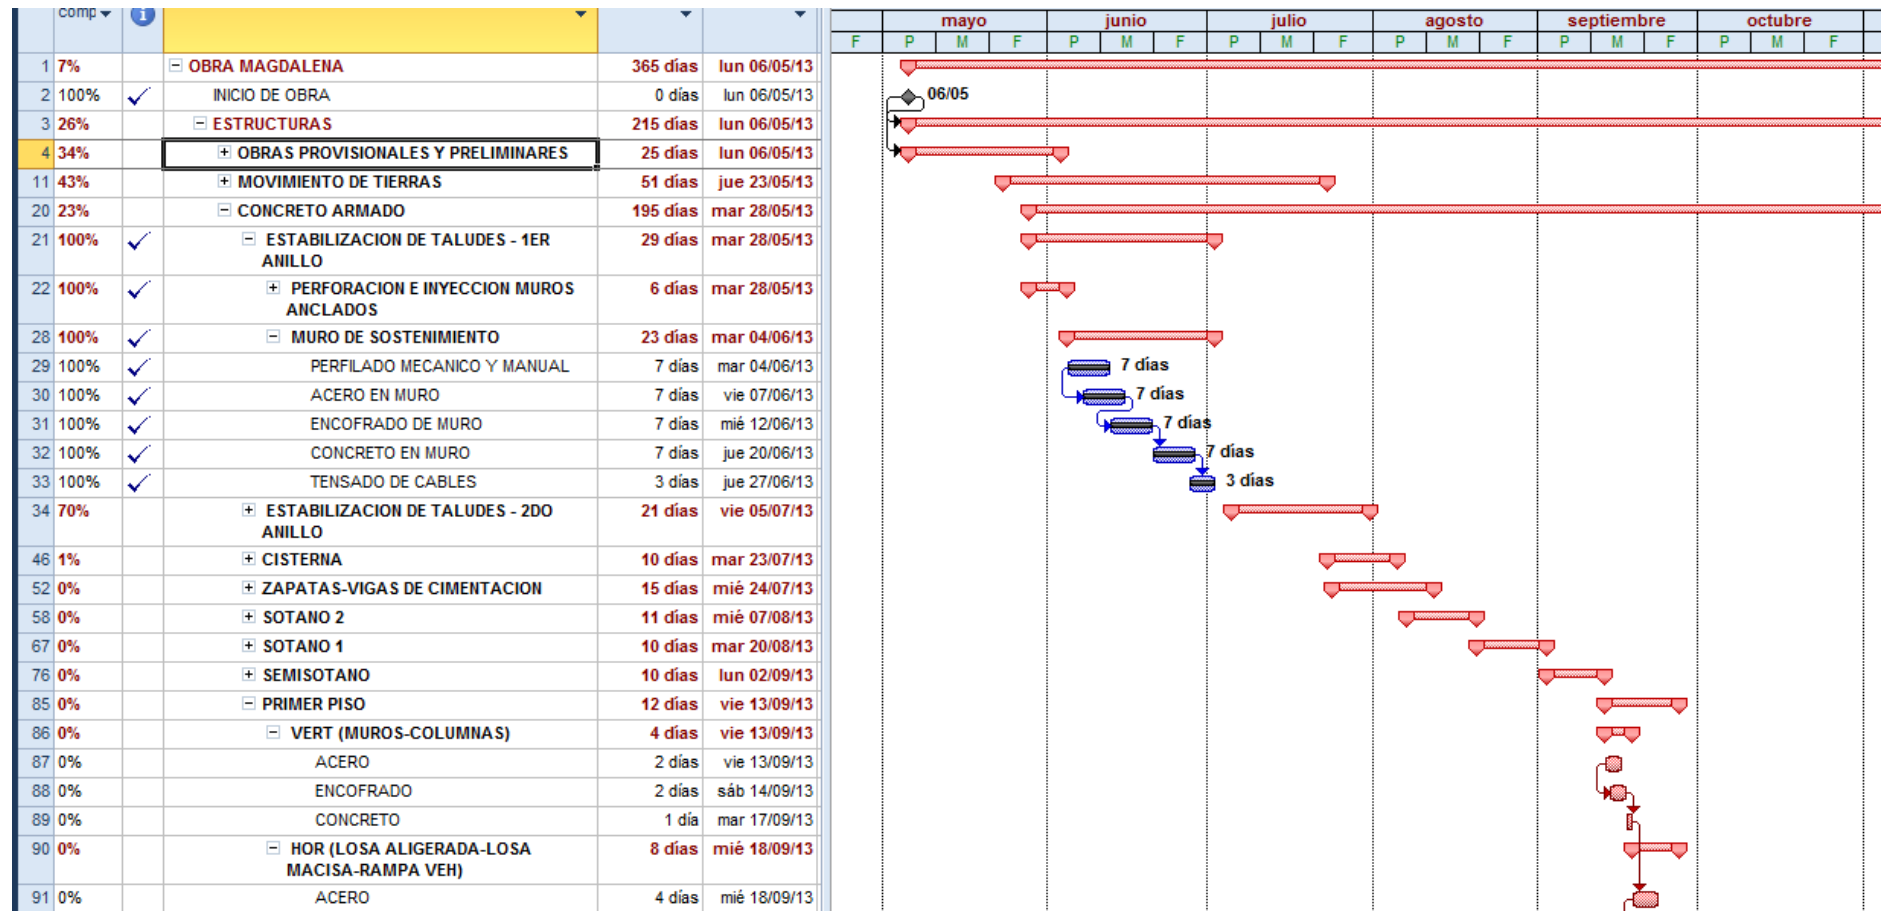 comp
mayo junio julio agosto septiembre octubre
F P M F P M F P M F P M F P M F P M F
1 7% OBRA MAGDALENA 365 días lun 06/05/13
2 100% INICIO DE OBRA 0 días lun 06/05/13 06/05
3 26% ESTRUCTURAS 215 días lun 06/05/13
4 34% OBRAS PROVISIONALES Y PRELIMINARES 25 días lun 06/05/13
11 43% MOVIMIENTO DE TIERRAS 51 días jue 23/05/13
20 23% CONCRETO ARMADO 195 días mar 28/05/13
21 100% ESTABILIZACION DE TALUDES - 1ER 29 días mar 28/05/13
ANILLO
22 100% PERFORACION E INYECCION MUROS 6 días mar 28/05/13
ANCLADOS
28 100% MURO DE SOSTENIMIENTO 23 días mar 04/06/13
29 100% PERFILADO MECANICO Y MANUAL 7 días mar 04/06/13 7 días
30 100% ACERO EN MURO 7 días vie 07/06/13 7 días
31 100% ENCOFRADO DE MURO 7 días mié 12/06/13 7 días
32 100% CONCRETO EN MURO 7 días jue 20/06/13 7 días
33 100% TENSADO DE CABLES 3 días jue 27/06/13 3 días
34 70% ESTABILIZACION DE TALUDES - 2DO 21 días vie 05/07/13
ANILLO
46 1% CISTERNA 10 días mar 23/07/13
52 0% ZAPATAS-VIGAS DE CIMENTACION 15 días mié 24/07/13
58 0% SOTANO 2 11 días mié 07/08/13
67 0% SOTANO 1 10 días mar 20/08/13
76 0% SEMISOTANO 10 días lun 02/09/13
85 0% PRIMER PISO 12 días vie 13/09/13
86 0% VERT (MUROS-COLUMNAS) 4 días vie 13/09/13
87 0% ACERO 2 días vie 13/09/13
88 0% ENCOFRADO 2 días sáb 14/09/13
89 0% CONCRETO 1 día mar 17/09/13
90 0% HOR (LOSA ALIGERADA-LOSA 8 días mié 18/09/13
MACISA-RAMPA VEH)
91 0% ACERO 4 días mié 18/09/13